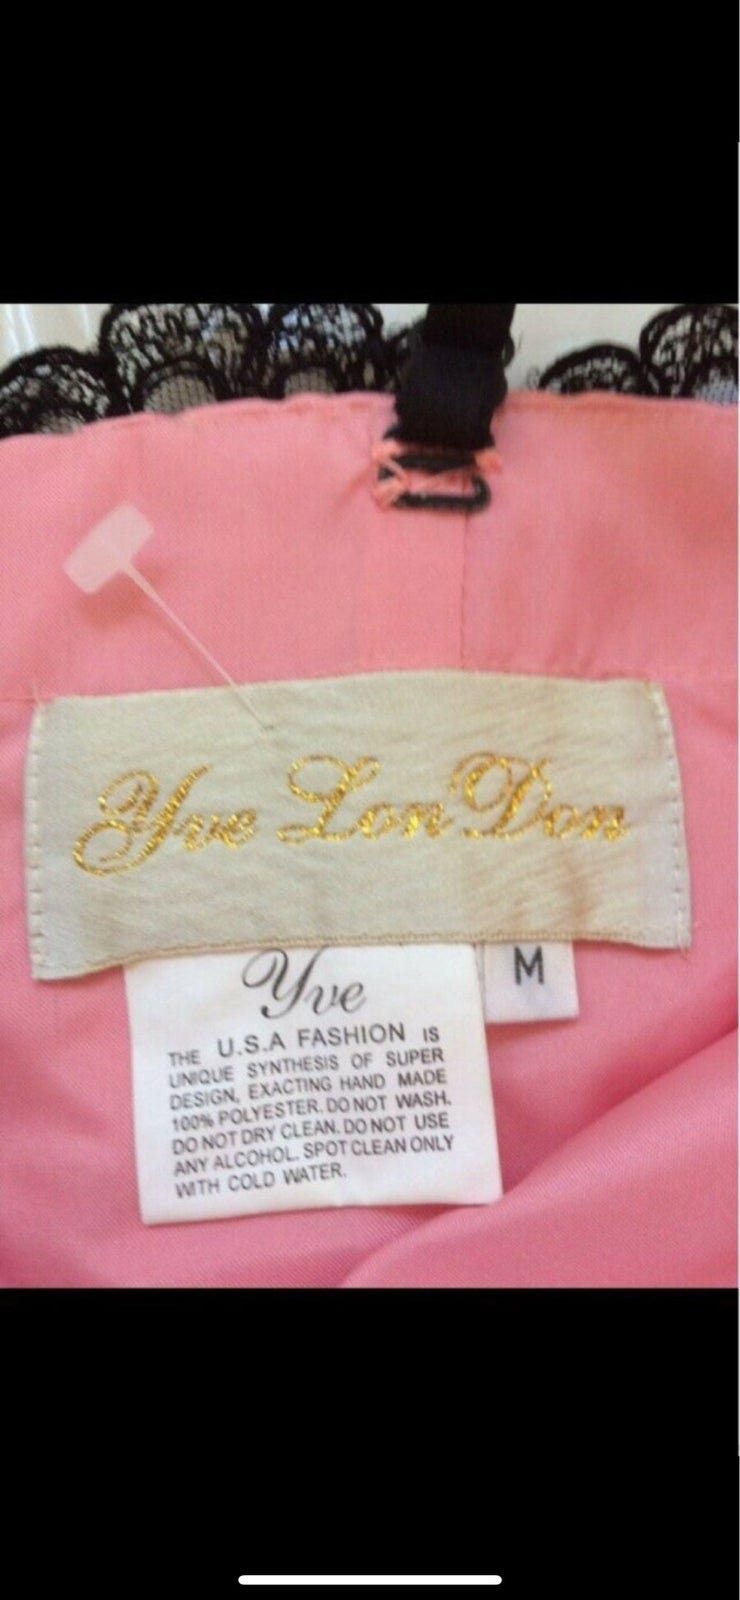 Yve LonDon
Yve
M
THE U.S.A FASHION IS
UNIQUE SYNTHESIS OF SUPER
DESIGN, EXACTING HAND MADE
100% POLYESTER. DO NOT WASH.
DO NOT DRY CLEAN. DO NOT USE
ANY ALCOHOL. SPOT CLEAN ONLY
WITH COLD WATER.